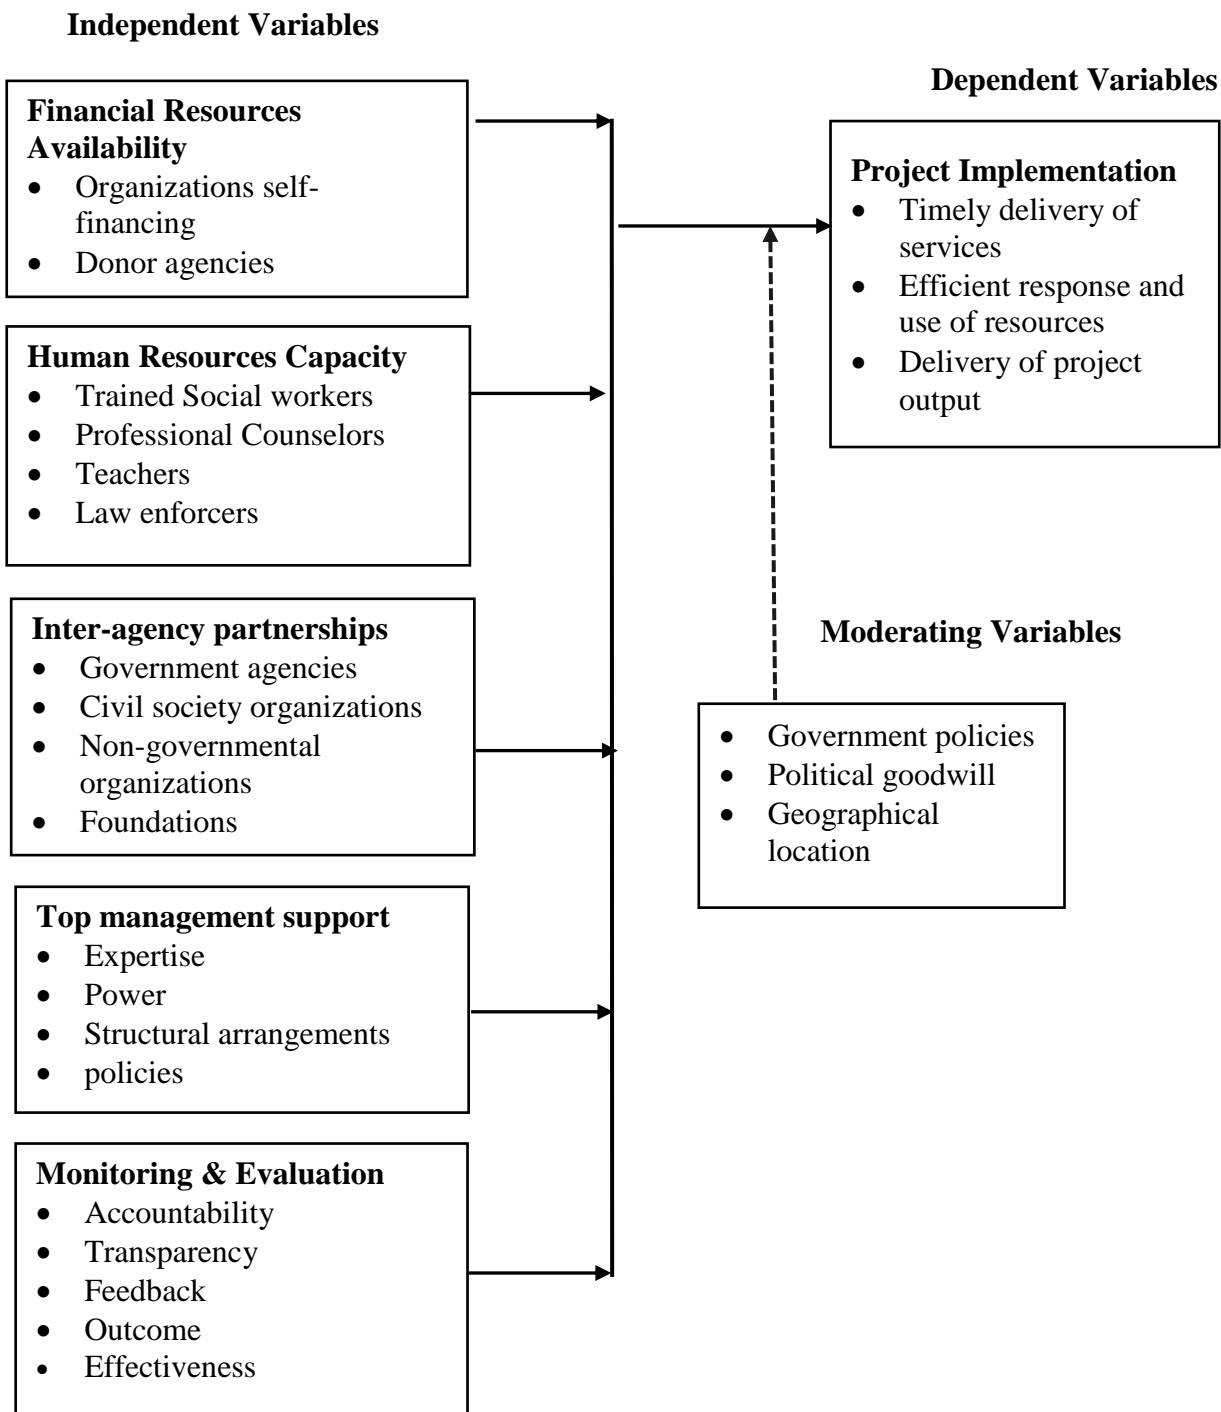 Independent Variables
Financial Resources
Availability
• Organizations self-
financing
• Donor agencies
Human Resources Capacity
• Trained Social workers
• Professional Counselors
• Teachers
• Law enforcers
Inter-agency partnerships
• Government agencies
• Civil society organizations
• Non-governmental
organizations
• Foundations
Top management support
• Expertise
• Power
• Structural arrangements
• policies
Monitoring & Evaluation
• Accountability
• Transparency
• Feedback
• Outcome
• Effectiveness
Dependent Variables
Project Implementation
• Timely delivery of
services
• Efficient response and
use of resources
• Delivery of project
output
Moderating Variables
• Government policies
• Political goodwill
• Geographical
location